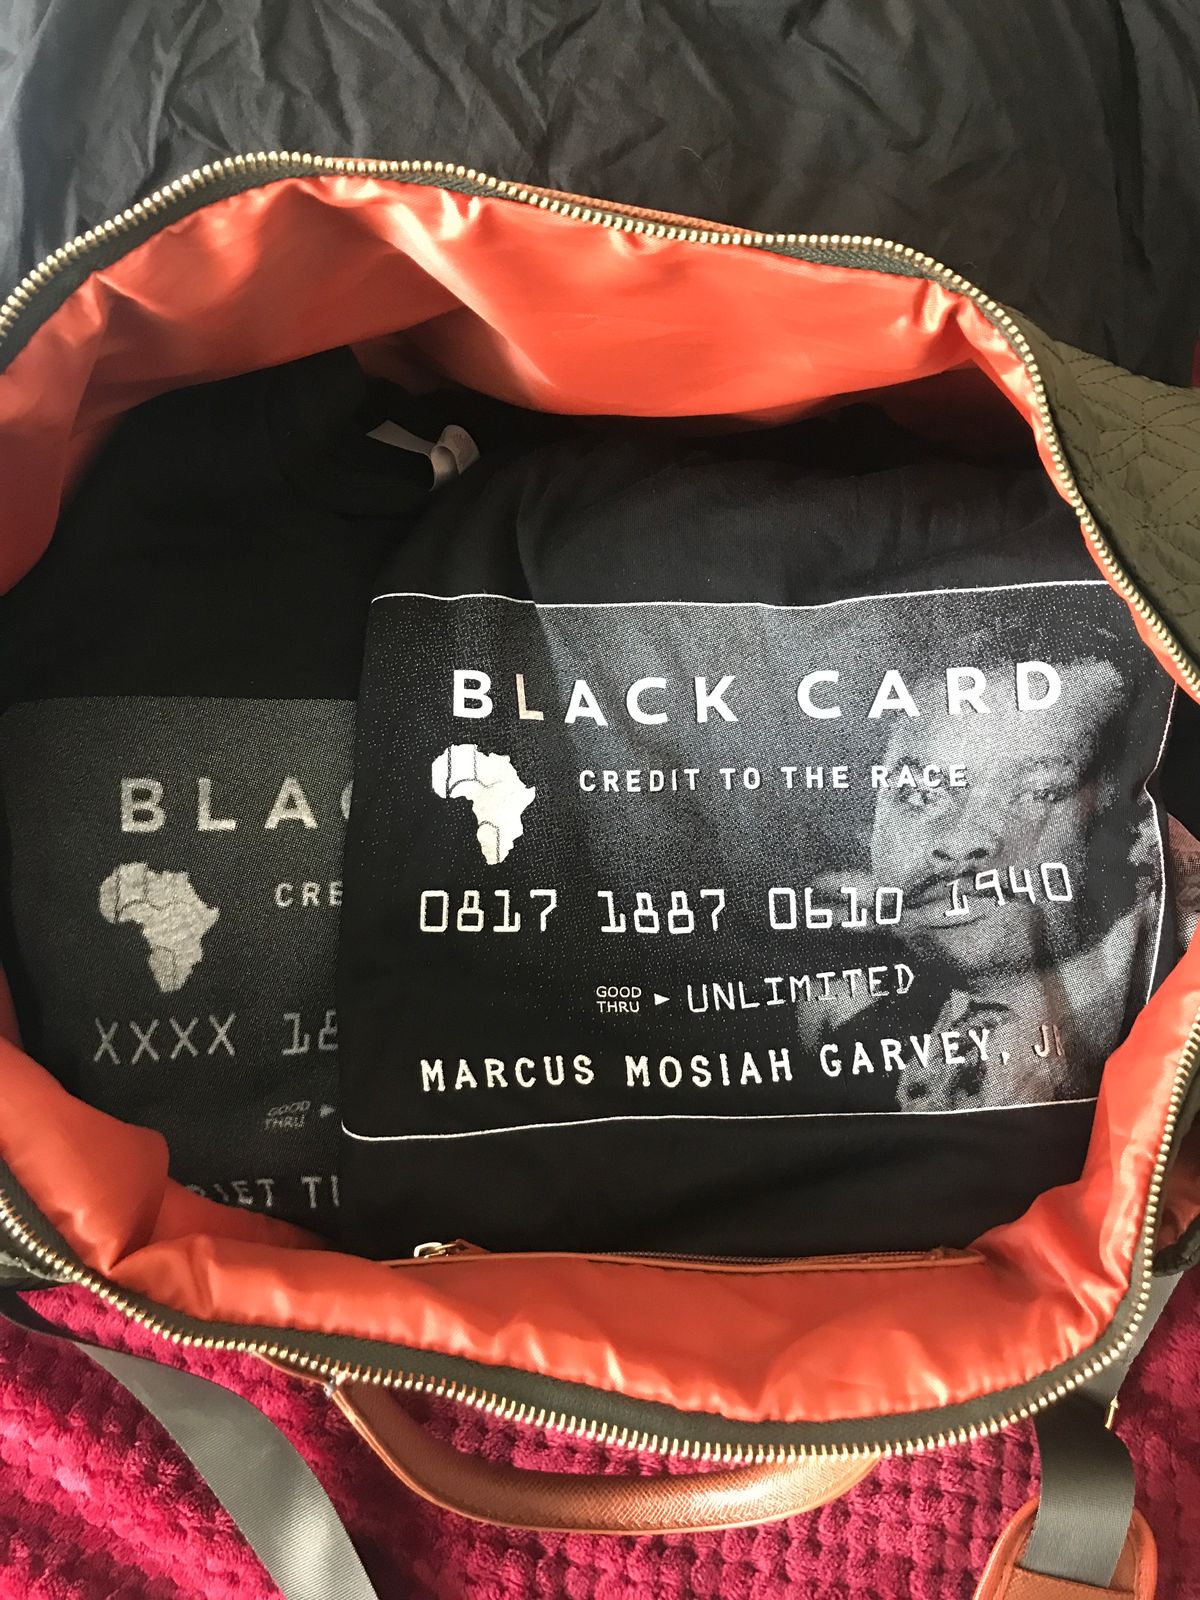 BLACK CARD
CREDIT TO THE RACE
0817 1887 0610 1940
GOOD
THRU
UNLIMITED
MARCUS MOSIAH GARVEY,
BLAC
CRE
XXXX 18
GOOD
THRU